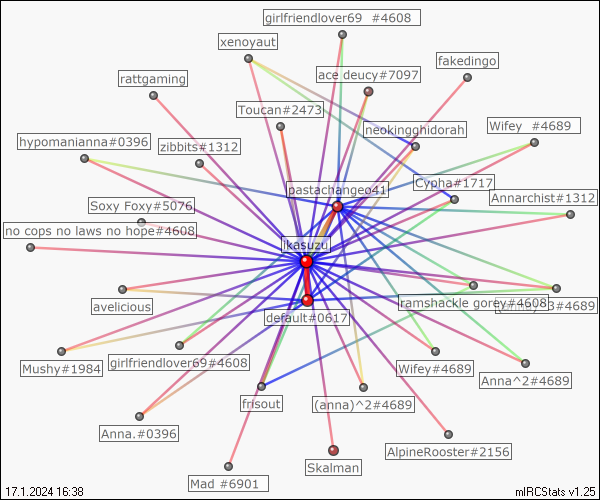 girlfriendlover69 #4608
xenoyaut
fakedingo
ace deucy#7097
rattgaming
Toucan#2473
neokingghidorah
Wifey #4689
hypomanianna#0396
zibbits#1312
pastachangeo41
Cypha#1717
Annarchist#1312
Soxy Foxy#5076
no cops no laws no hope#4608
ikasuzu
avelicious
ramshackle gorey#4608
3#4689
default#0617
Mushy#1984
girlfriendlover69#4608
Wifey#4689
Anna^2#4689
frisout
(anna)^2#4689
Anna.#0396
AlpineRooster#2156
Skalman
Mad #6901
17.1.2024 16:38
mIRCStats v1.25